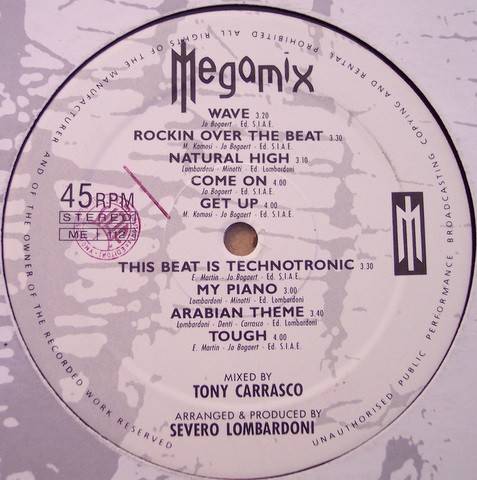 Megamix
WAVE 3.20
Jo Bogaert - Ed. S.I.A.E.
ROCKIN OVER THE BEAT 3.30
M. Kamosi - Jo Bogaert - Ed. S.I.A.E.
NATURAL HIGH 3.10
Lombardoni - Minotti - Ed. Lombardoni
COME ON 4.00
Jo Bogaert - Ed. S.I.A.E.
GET UP 4.00
M. Kamosi - Jo Bogaert - Ed. S.I.A.E.
45 RPM
STEREO
THIS BEAT IS TECHNOTRONIC 3.30
E. Martin - Jo Bogaert - Ed. S.I.A.E.
MY PIANO 3.00
Lombardoni - Minotti - Ed. Lombardoni
ARABIAN THEME 3.40
Lombardoni - Denti - Carrasco - Ed. Lombardoni
TOUGH 4.00
E. Martin - Jo Bogaert - Ed. S.I.A.E.
MIXED BY
TONY CARRASCO
ARRANGED & PRODUCED BY
SEVERO LOMBARDONI
ALL RIGHTS OF THE MANUFACTURER AND OF THE OWNER OF THE RECORDED WORK RESERVED
UNAUTHORISED PUBLIC PERFORMANCE BROADCASTING COPYING AND RENTAL PROHIBITED